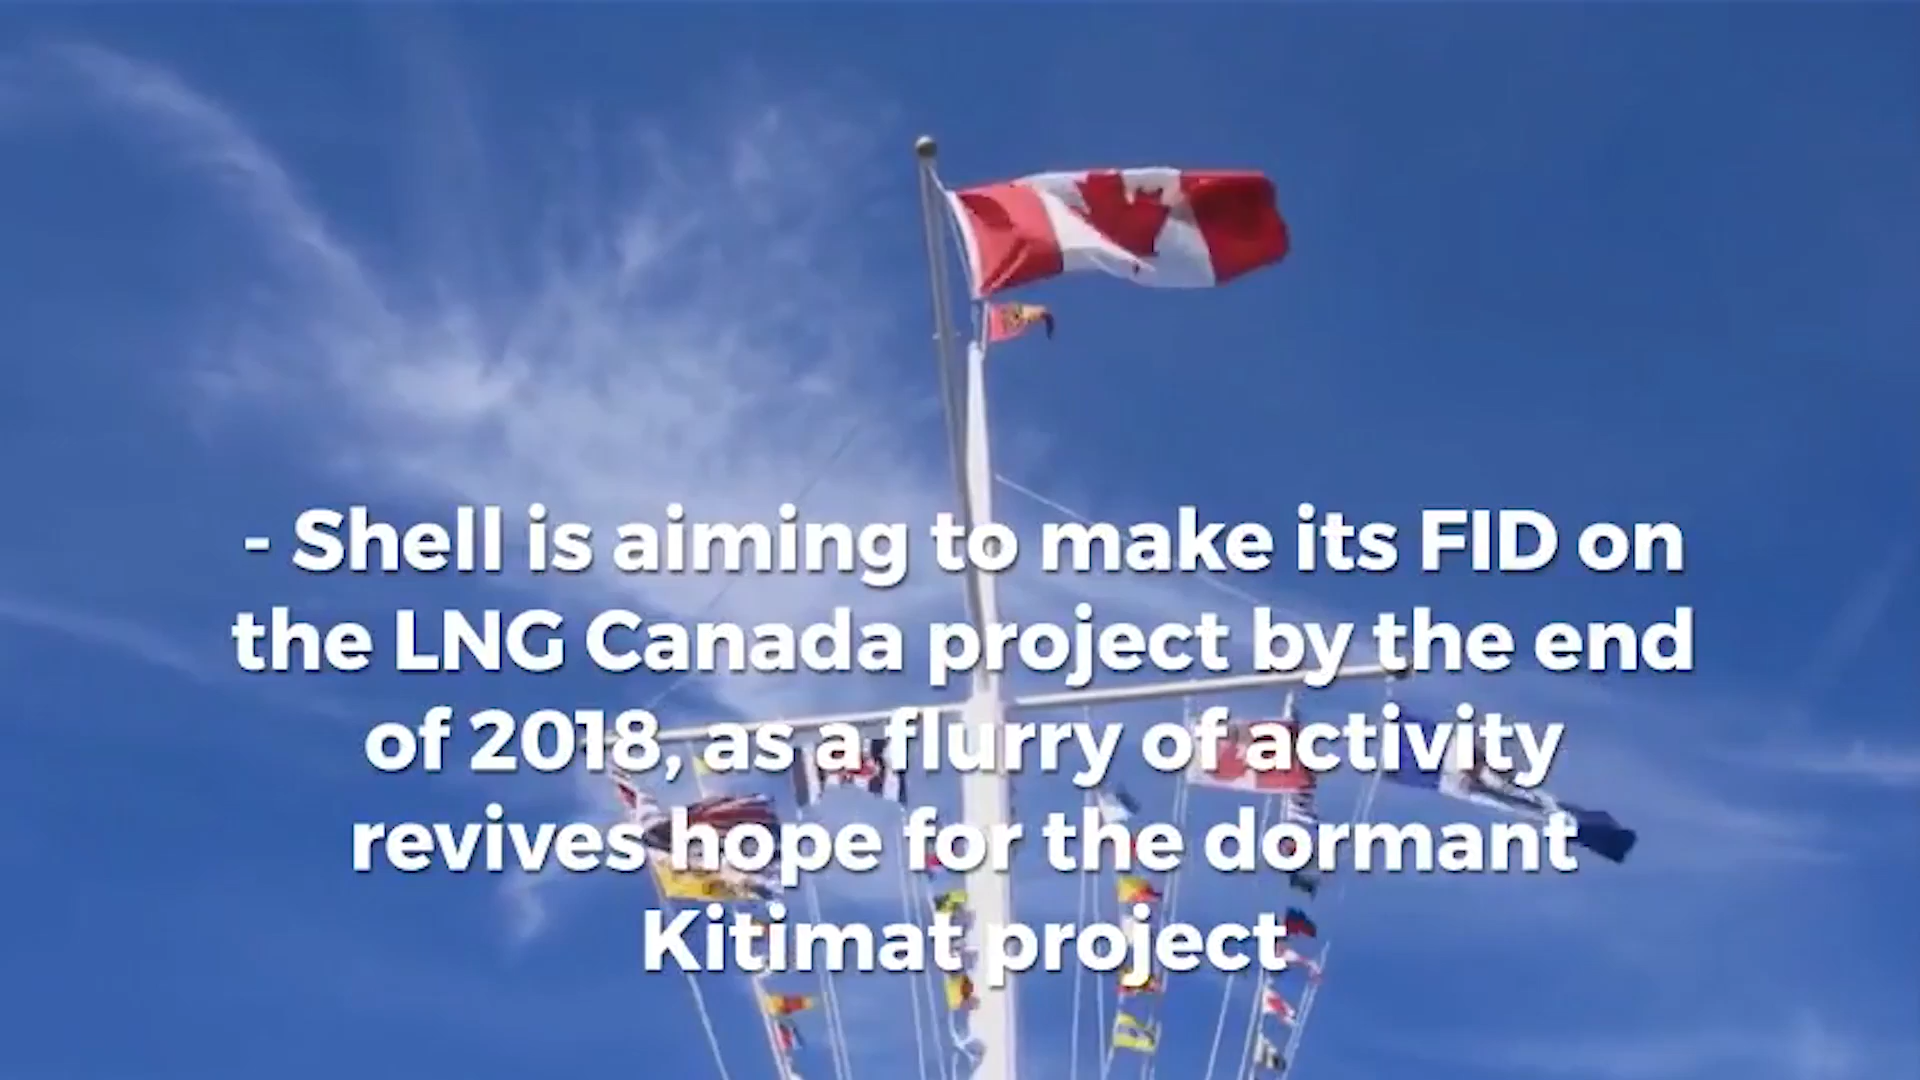 - Shell is aiming to make its FID on
the LNG Canada project by the end
of 2018, as a flurry of activity
revives hope for the dormant
Kitimat project